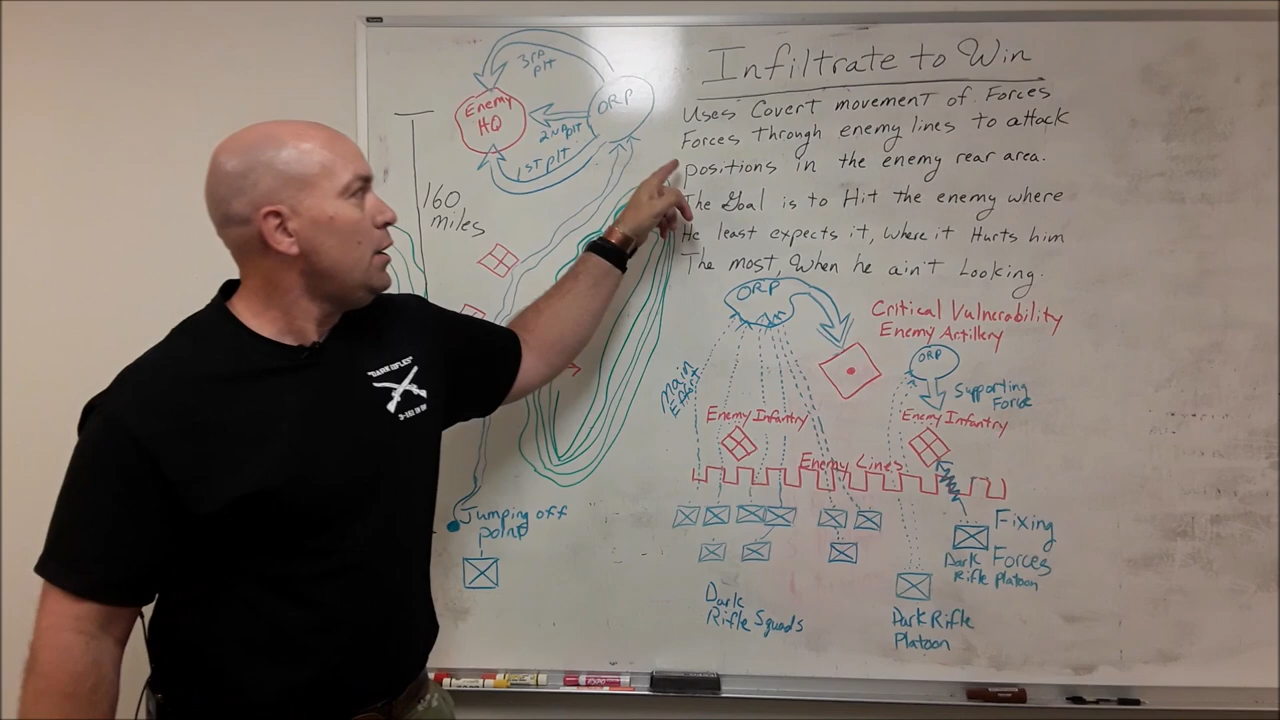 Infiltrate to Win
Uses Covert movement of Forces
Forces through enemy lines to attack
positions in the enemy rear area.
The Goal is to Hit the enemy where
He least expects it, where it Hurts him
The most, When he ain't Looking.
3RD
plt
Enemy
HQ
ORP
2ND plt
1ST plt.
160
miles
Jumping off
point
ORP
Critical Vulnerability
Enemy Artillery
ORP
Supporting
Force
Main
Effort
Enemy Infantry
Enemy Infantry
Enemy Lines
Fixing
Forces
Dark
Rifle Platoon
Dark
Rifle Squads
Dark Rifle
Platoon
"DARK RIFLES"
EXPO